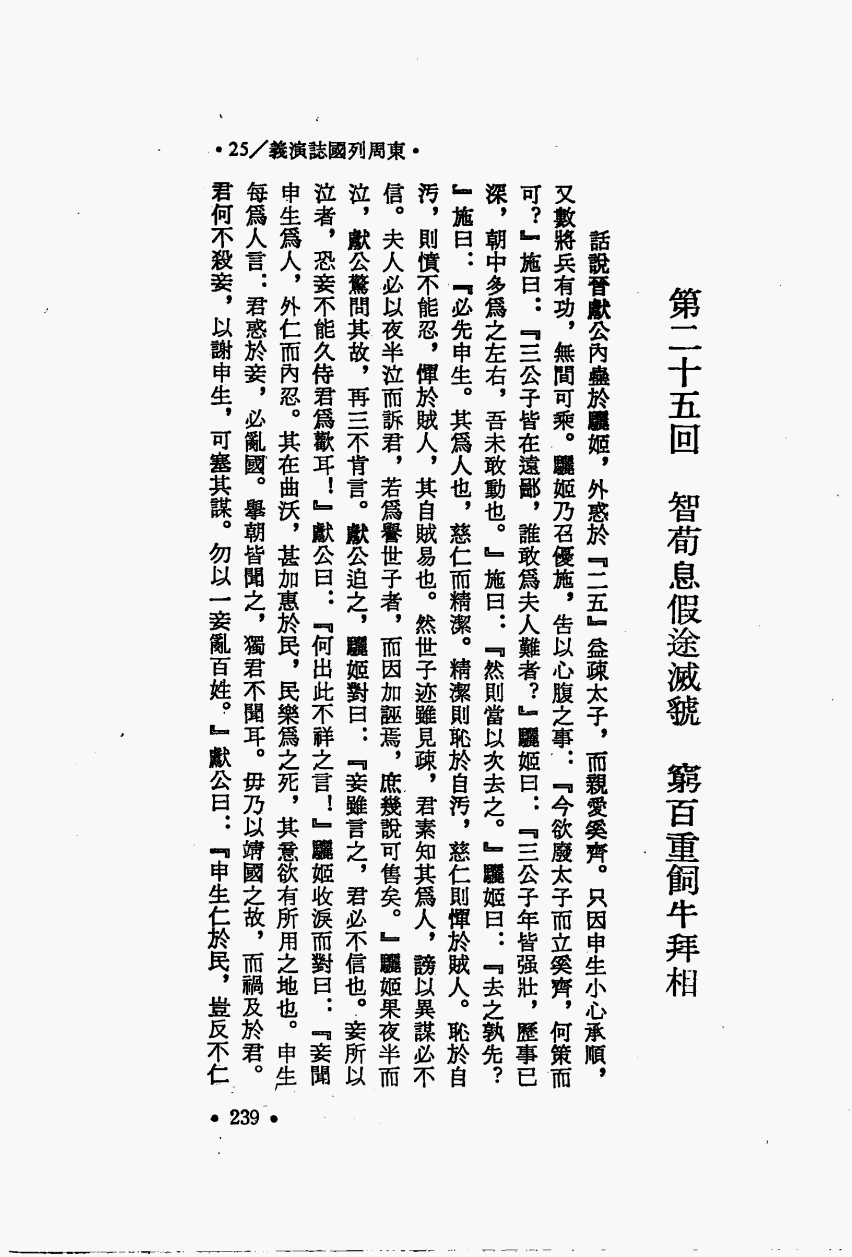 •25/義演誌國列周東•
第二十五回　智荀息假途滅虢　窮百重飼牛拜相
話說晉獻公內蠱於驪姬，外惑於『二五』益疎太子，而親愛奚齊。只因申生小心承順，
又數將兵有功，無間可乘。驪姬乃召優施，告以心腹之事：『今欲廢太子而立奚齊，何策而
可？』施曰：『三公子皆在遠鄙，誰敢爲夫人難者？』驪姬曰：『三公子年皆强壯，歷事已
深，朝中多爲之左右，吾未敢動也。』施曰：『然則當以次去之。』驪姬曰：『去之孰先？
』施曰：『必先申生。其爲人也，慈仁而精潔。精潔則恥於自污，慈仁則憚於賊人。恥於自
污，則憤不能忍，憚於賊人，其自賊易也。然世子迹雖見疎，君素知其爲人，謗以異謀必不
信。夫人必以夜半泣而訴君，若爲譽世子者，而因加誣焉，庶幾說可售矣。』驪姬果夜半而
泣，獻公驚問其故，再三不肯言。獻公迫之，驪姬對曰：『妾雖言之，君必不信也。妾所以
泣者，恐妾不能久侍君爲歡耳！』獻公曰：『何出此不祥之言！』驪姬收淚而對曰：『妾聞
申生爲人，外仁而內忍。其在曲沃，甚加惠於民，民樂爲之死，其意欲有所用之地也。申生
每爲人言：君惑於妾，必亂國。舉朝皆聞之，獨君不聞耳。毋乃以靖國之故，而禍及於君。
君何不殺妾，以謝申生，可塞其謀。勿以一妾亂百姓。』獻公曰：『申生仁於民，豈反不仁
•239•